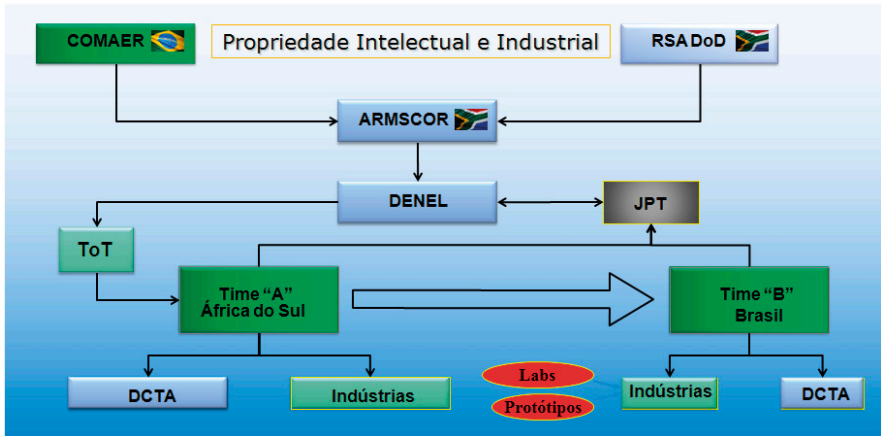 COMAER
Propriedade Intelectual e Industrial
RSA DoD
ARMSCOR
DENEL
JPT
ToT
Time “A”
África do Sul
Time “B”
Brasil
Labs
DCTA
Indústrias
Indústrias
DCTA
Protótipos